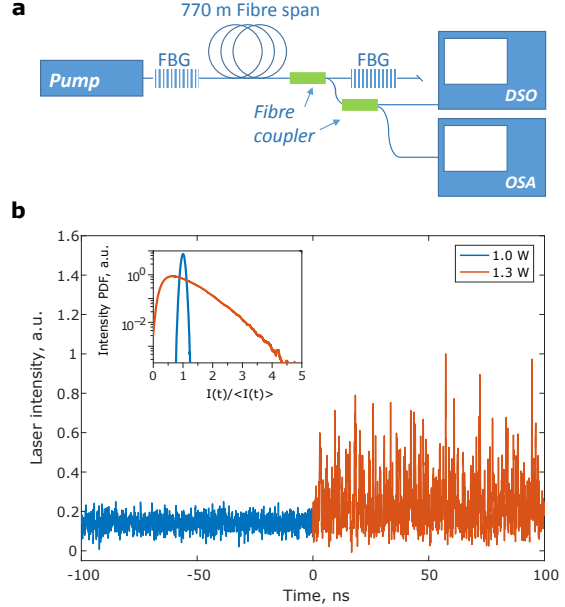 a
770 m Fibre span
FBG
FBG
Pump
DSO
Fibre
coupler
OSA
b
1.6
1.4
1.2
1
0.8
0.6
0.4
0.2
0
Laser intensity, a.u.
-100
-50
0
50
100
Time, ns
1.0 W
1.3 W
Intensity PDF, a.u.
10^0
10^-2
0
1
2
3
4
5
I(t)/<I(t)>